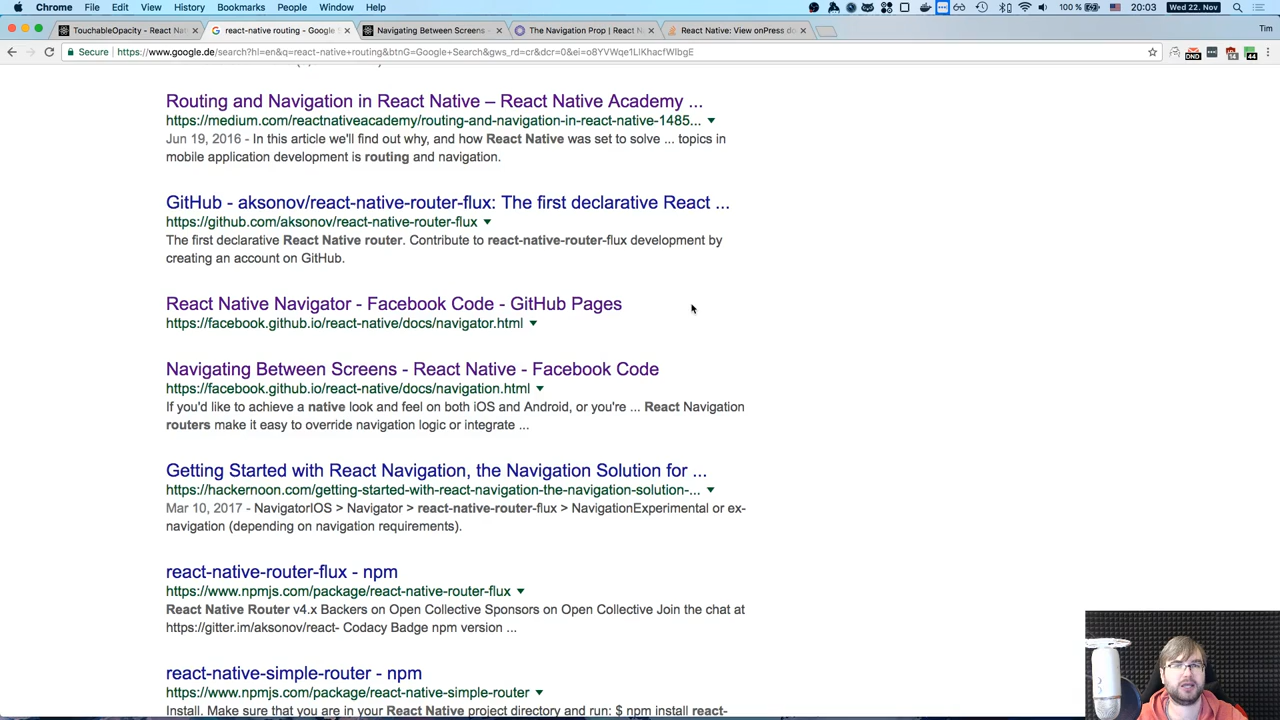 Chrome File Edit View History Bookmarks People Window Help 100 % 20:03 Wed 22. Nov
TouchableOpacity - React Nat
react-native routing - Google S
Navigating Between Screens -
The Navigation Prop | React N
React Native: View onPress do
Tim
Secure
https://www.google.de/search?hl=en&q=react-native+routing&btnG=Google+Search&gws_rd=cr&dcr=0&ei=o8YVWqe1LIKhacfWlbgE
DND 14 44
Routing and Navigation in React Native – React Native Academy ...
https://medium.com/reactnativeacademy/routing-and-navigation-in-react-native-1485...
Jun 19, 2016 - In this article we'll find out why, and how React Native was set to solve ... topics in
mobile application development is routing and navigation.
GitHub - aksonov/react-native-router-flux: The first declarative React ...
https://github.com/aksonov/react-native-router-flux
The first declarative React Native router. Contribute to react-native-router-flux development by
creating an account on GitHub.
React Native Navigator - Facebook Code - GitHub Pages
https://facebook.github.io/react-native/docs/navigator.html
Navigating Between Screens - React Native - Facebook Code
https://facebook.github.io/react-native/docs/navigation.html
If you'd like to achieve a native look and feel on both iOS and Android, or you're ... React Navigation
routers make it easy to override navigation logic or integrate ...
Getting Started with React Navigation, the Navigation Solution for ...
https://hackernoon.com/getting-started-with-react-navigation-the-navigation-solution-...
Mar 10, 2017 - NavigatorIOS > Navigator > react-native-router-flux > NavigationExperimental or ex-
navigation (depending on navigation requirements).
react-native-router-flux - npm
https://www.npmjs.com/package/react-native-router-flux
React Native Router v4.x Backers on Open Collective Sponsors on Open Collective Join the chat at
https://gitter.im/aksonov/react- Codacy Badge npm version ...
react-native-simple-router - npm
https://www.npmjs.com/package/react-native-simple-router
Install. Make sure that you are in your React Native project directory and run: $ npm install react-